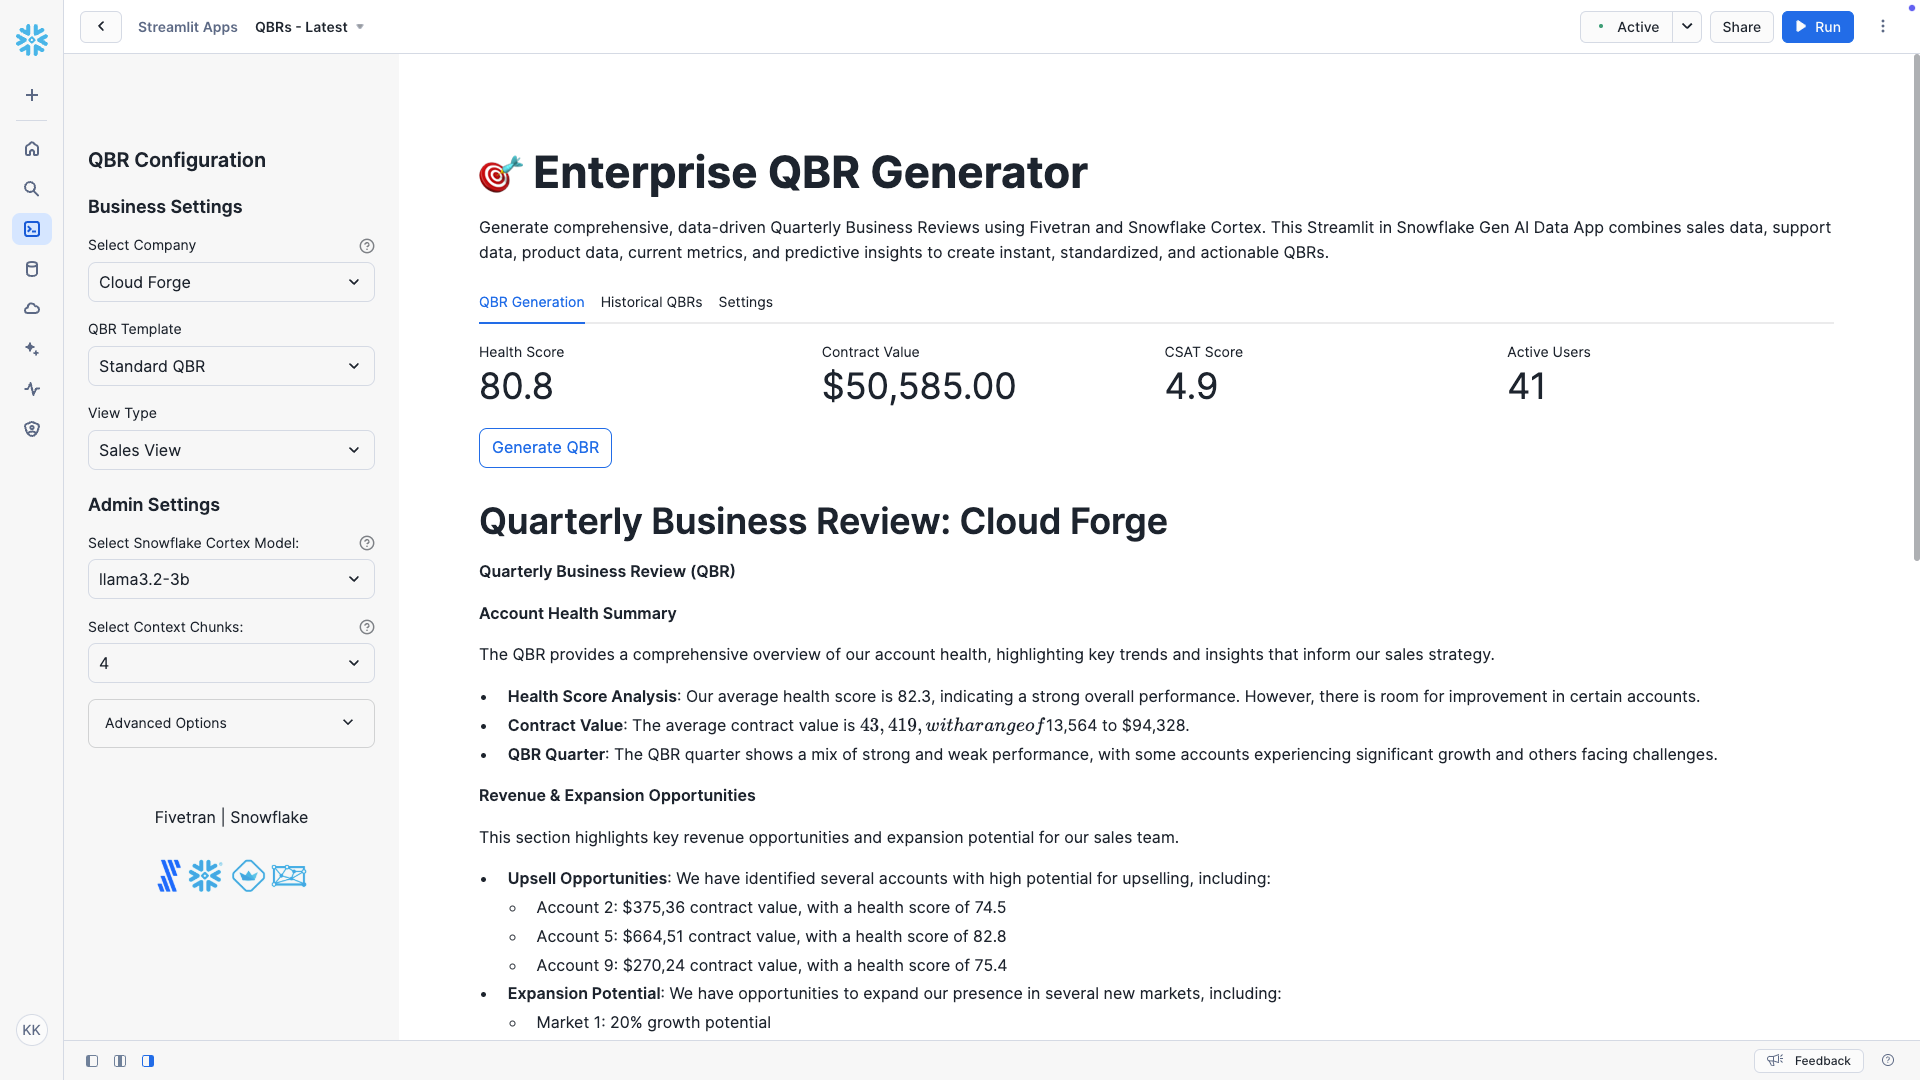 Streamlit Apps
QBRs - Latest
Active
Share
Run
QBR Configuration
Business Settings
Select Company
Cloud Forge
QBR Template
Standard QBR
View Type
Sales View
Admin Settings
Select Snowflake Cortex Model:
llama3.2-3b
Select Context Chunks:
4
Advanced Options
Fivetran | Snowflake
KK
Enterprise QBR Generator
Generate comprehensive, data-driven Quarterly Business Reviews using Fivetran and Snowflake Cortex. This Streamlit in Snowflake Gen AI Data App combines sales data, support
data, product data, current metrics, and predictive insights to create instant, standardized, and actionable QBRs.
QBR Generation Historical QBRs Settings
Health Score Contract Value CSAT Score Active Users
80.8 $50,585.00 4.9 41
Generate QBR
Quarterly Business Review: Cloud Forge
Quarterly Business Review (QBR)
Account Health Summary
The QBR provides a comprehensive overview of our account health, highlighting key trends and insights that inform our sales strategy.
• Health Score Analysis: Our average health score is 82.3, indicating a strong overall performance. However, there is room for improvement in certain accounts.
• Contract Value: The average contract value is 43,419,witharangeof13,564 to $94,328.
• QBR Quarter: The QBR quarter shows a mix of strong and weak performance, with some accounts experiencing significant growth and others facing challenges.
Revenue & Expansion Opportunities
This section highlights key revenue opportunities and expansion potential for our sales team.
• Upsell Opportunities: We have identified several accounts with high potential for upselling, including:
◦ Account 2: $375,36 contract value, with a health score of 74.5
◦ Account 5: $664,51 contract value, with a health score of 82.8
◦ Account 9: $270,24 contract value, with a health score of 75.4
• Expansion Potential: We have opportunities to expand our presence in several new markets, including:
◦ Market 1: 20% growth potential
Feedback